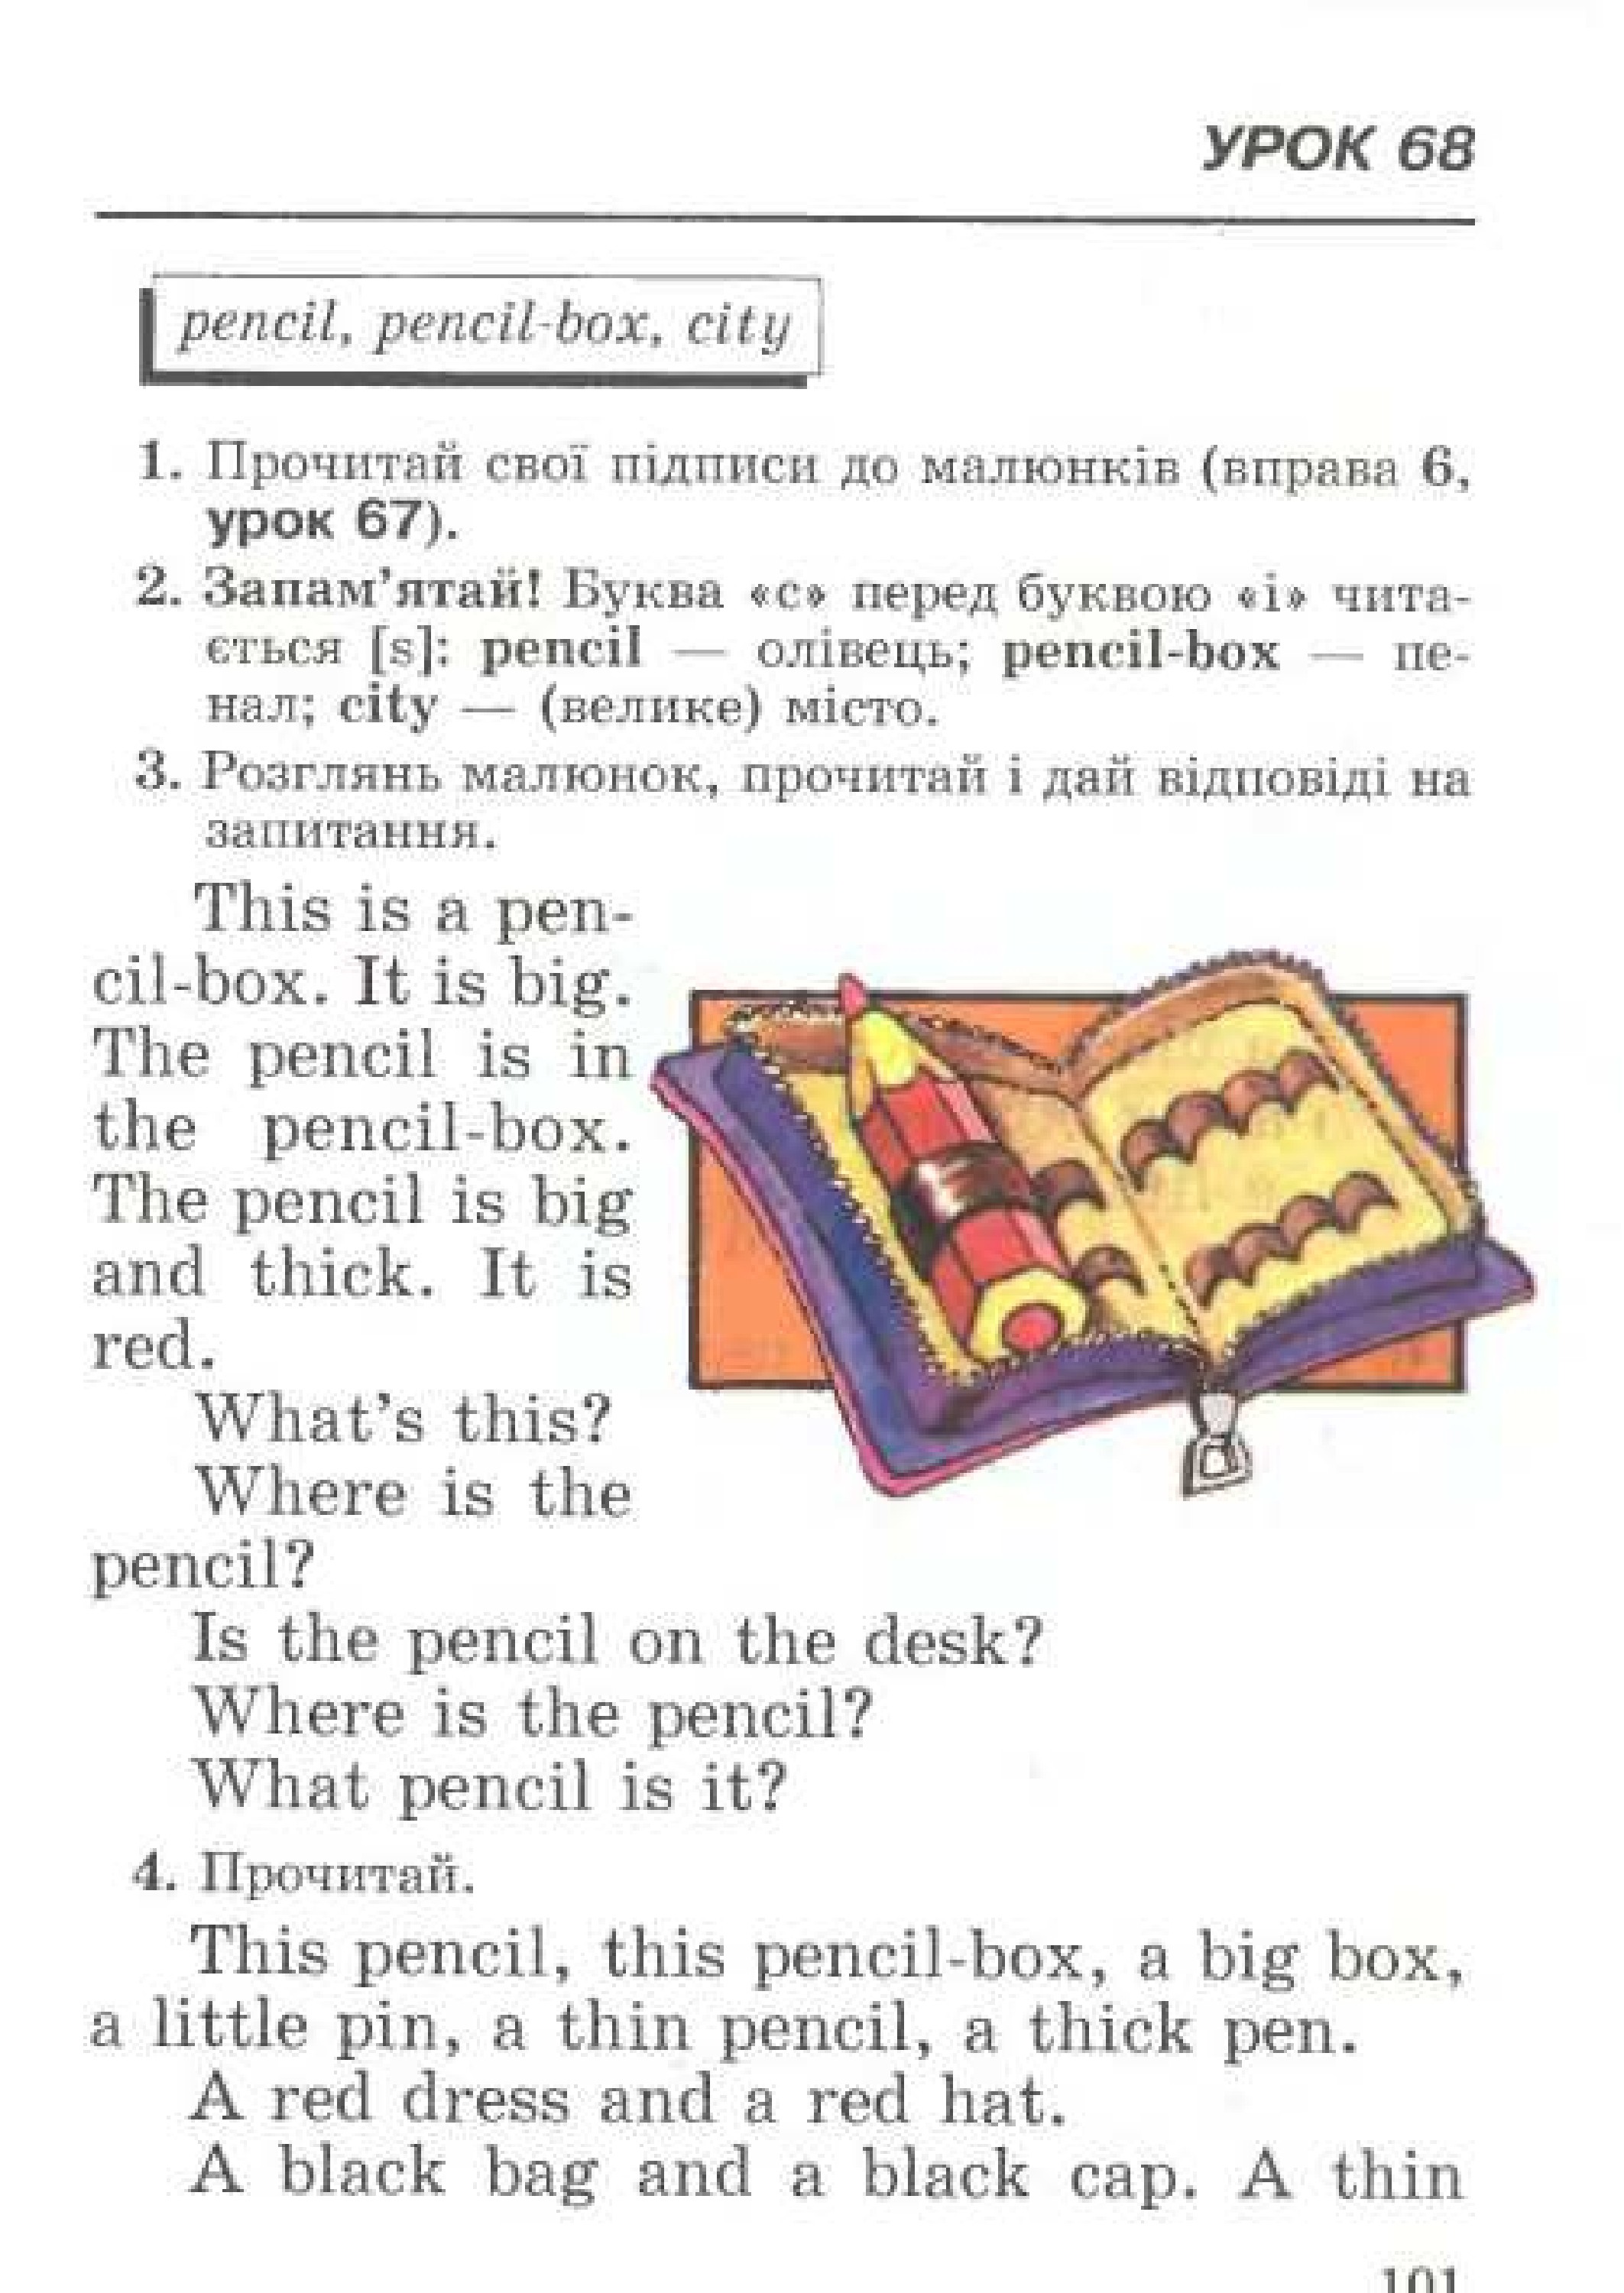 УРОК 68
pencil, pencil-box, city
1. Прочитай свої підписи до малюнків (вправа 6,
урок 67).
2. Запам’ятай! Буква «c» перед буквою «i» чита-
ється [s]: pencil — олівець; pencil-box — пе-
нал; city — (велике) місто.
3. Розглянь малюнок, прочитай і дай відповіді на
запитання.
This is a pen-
cil-box. It is big.
The pencil is in
the pencil-box.
The pencil is big
and thick. It is
red.
What’s this?
Where is the
pencil?
Is the pencil on the desk?
Where is the pencil?
What pencil is it?
4. Прочитай.
This pencil, this pencil-box, a big box,
a little pin, a thin pencil, a thick pen.
A red dress and a red hat.
A black bag and a black cap. A thin
101